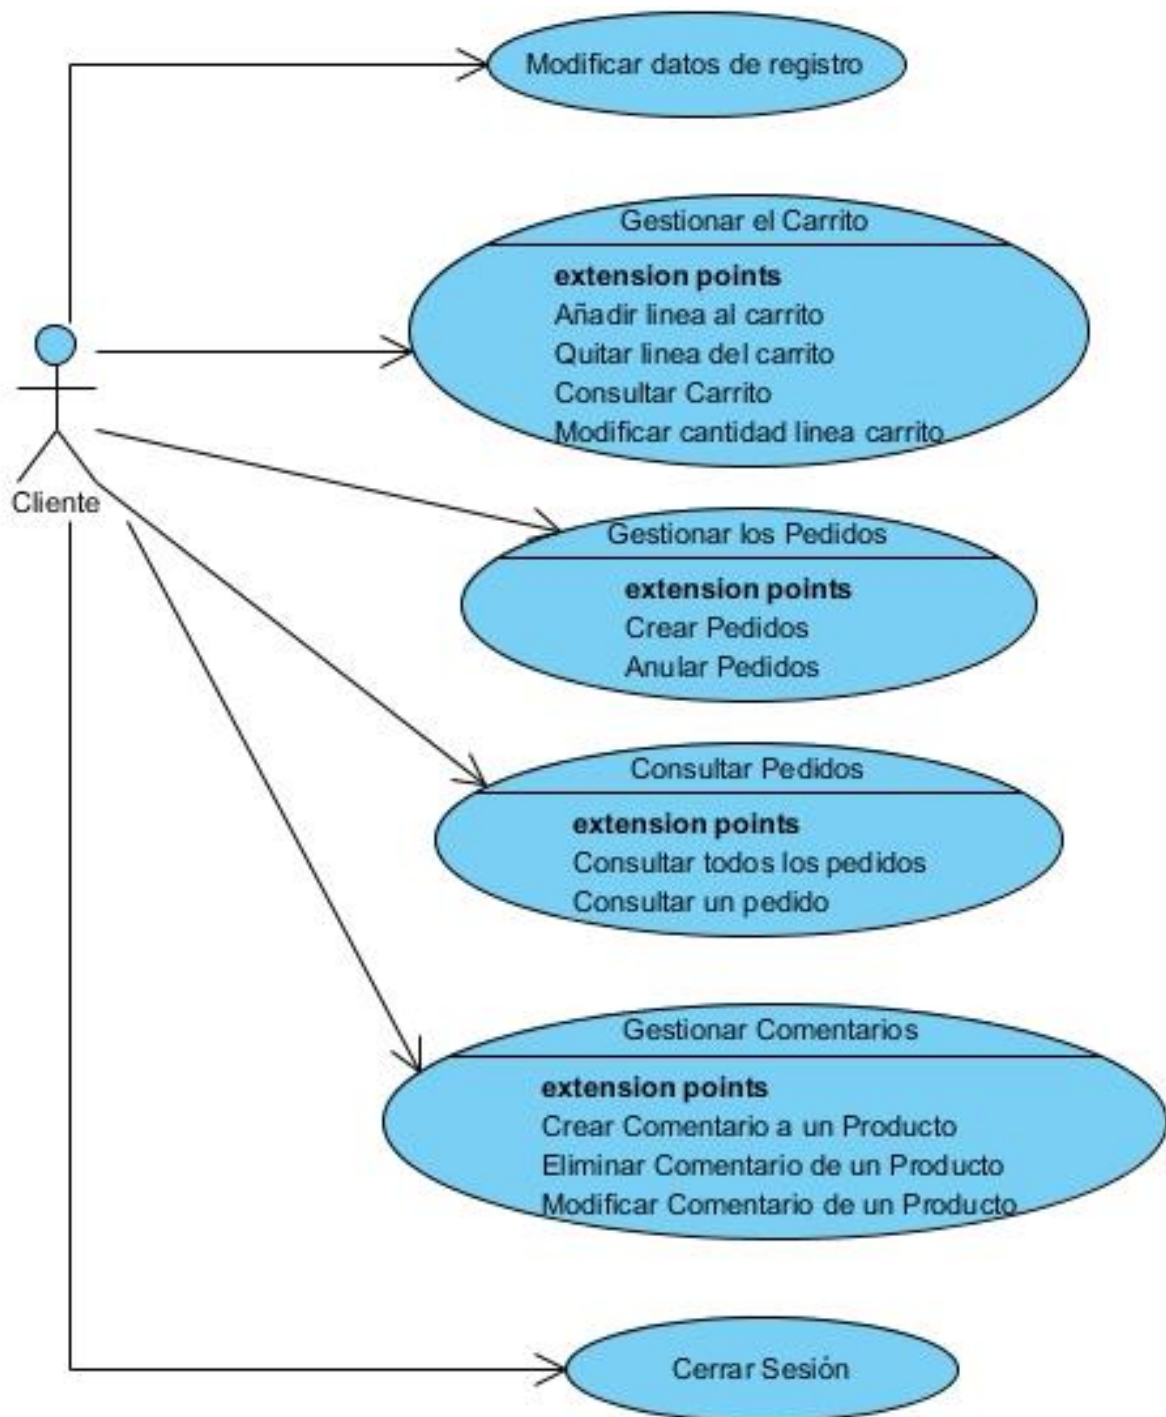 Modificar datos de registro
Gestionar el Carrito
extension points
Añadir linea al carrito
Quitar linea del carrito
Consultar Carrito
Modificar cantidad linea carrito
Cliente
Gestionar los Pedidos
extension points
Crear Pedidos
Anular Pedidos
Consultar Pedidos
extension points
Consultar todos los pedidos
Consultar un pedido
Gestionar Comentarios
extension points
Crear Comentario a un Producto
Eliminar Comentario de un Producto
Modificar Comentario de un Producto
Cerrar Sesión